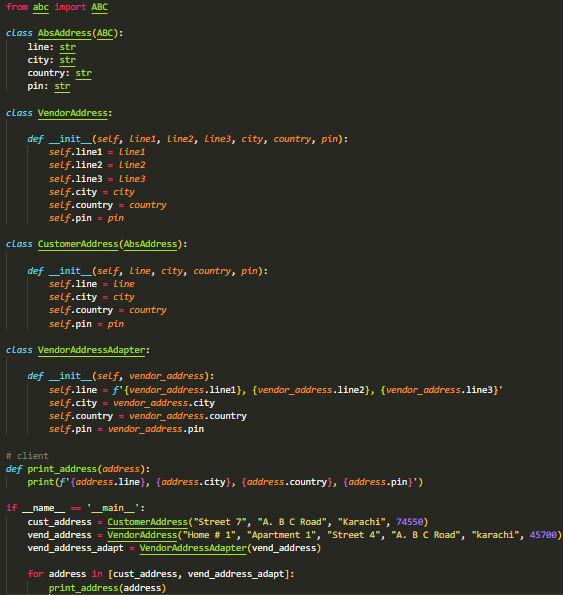 from abc import ABC
class AbsAddress(ABC):
line: str
city: str
country: str
pin: str
class VendorAddress:
def __init__(self, line1, line2, line3, city, country, pin):
self.line1 = line1
self.line2 = line2
self.line3 = line3
self.city = city
self.country = country
self.pin = pin
class CustomerAddress(AbsAddress):
def __init__(self, line, city, country, pin):
self.line = line
self.city = city
self.country = country
self.pin = pin
class VendorAddressAdapter:
def __init__(self, vendor_address):
self.line = f'{vendor_address.line1}, {vendor_address.line2}, {vendor_address.line3}'
self.city = vendor_address.city
self.country = vendor_address.country
self.pin = vendor_address.pin
# client
def print_address(address):
print(f'{address.line}, {address.city}, {address.country}, {address.pin}')
if __name__ == '__main__':
cust_address = CustomerAddress("Street 7", "A. B C Road", "Karachi", 74550)
vend_address = VendorAddress("Home # 1", "Apartment 1", "Street 4", "A. B C Road", "karachi", 45700)
vend_address_adapt = VendorAddressAdapter(vend_address)
for address in [cust_address, vend_address_adapt]:
print_address(address)